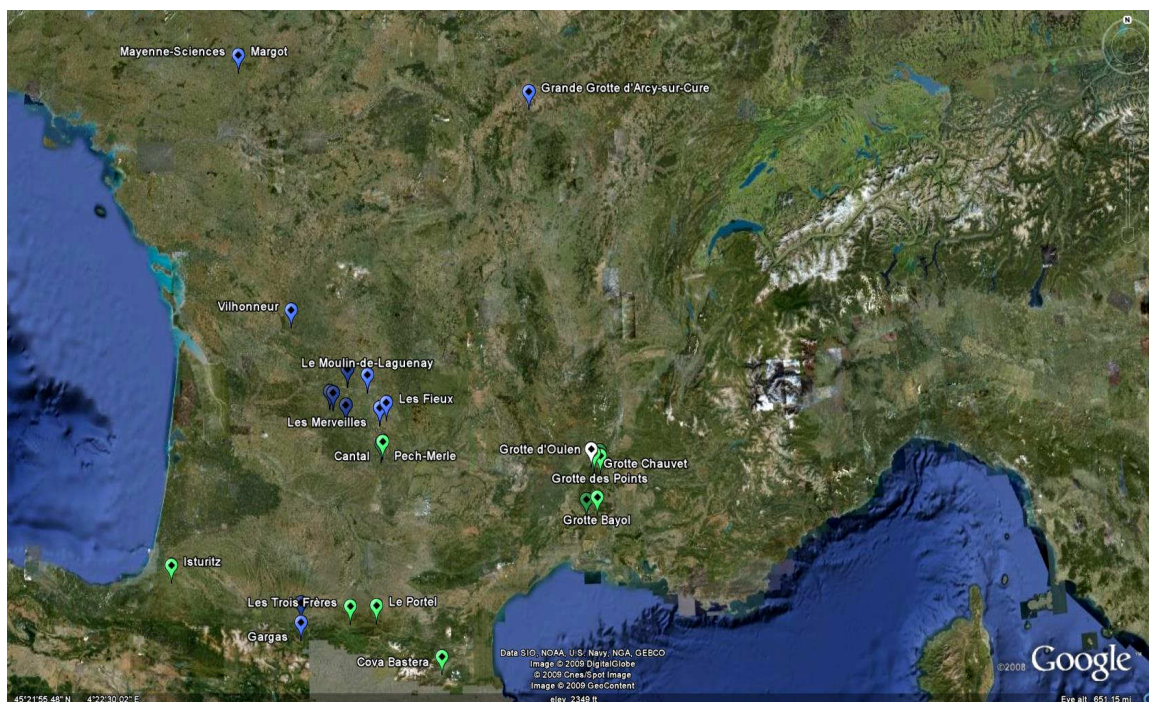 N
Mayenne-Sciences Margot
Grande Grotte d'Arcy-sur-Cure
Vilhonneur
Le Moulin-de-Laguenay
Les Fieux
Les Merveilles
Cantal Pech-Merle
Grotte d'Oulen
Grotte Chauvet
Grotte des Points
Grotte Bayol
Isturitz
Les Trois Frères Le Portel
Gargas
Cova Bastera
Data SIO, NOAA, U.S. Navy, NGA, GEBCO
Image © 2009 DigitalGlobe
© 2009 Cnes/Spot Image
Image © 2009 GeoContent
©2008 Google
45°21'55.48" N 4°22'30.02" E elev 2349 ft Eye alt 651.15 mi